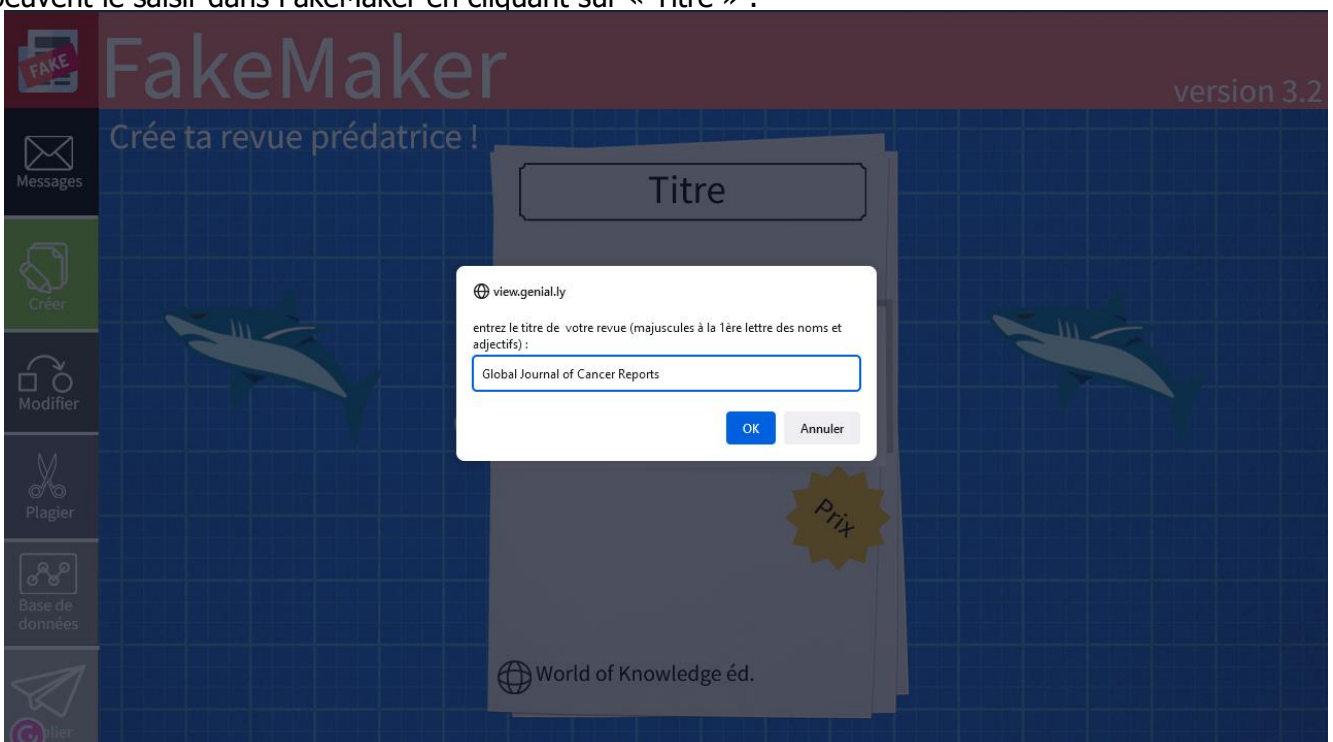 peuvent le saisir dans FakeMaker en cliquant sur « Titre » :
FAKE
FakeMaker
version 3.2
Crée ta revue prédatrice !
Messages
Titre
Créer
view.genial.ly
entrez le titre de votre revue (majuscules à la 1ère lettre des noms et
adjectifs) :
Global Journal of Cancer Reports
OK Annuler
Modifier
Plagier
Prix
Base de
données
World of Knowledge éd.